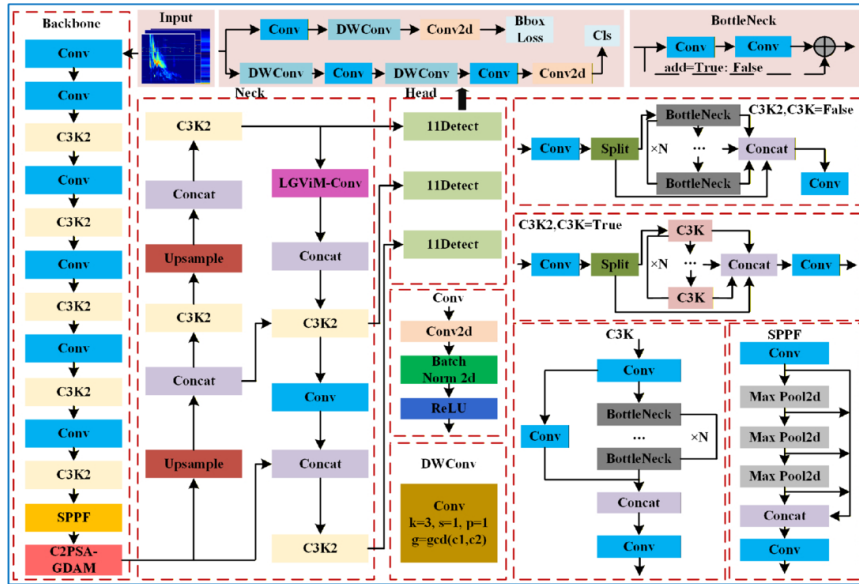 Backbone
Conv
Conv
C3K2
Conv
C3K2
Conv
C3K2
Conv
C3K2
Conv
C3K2
SPPF
C2PSA-
GDAM
Input
Conv
DWConv
Conv2d
Bbox
Loss
Cls
DWConv
Conv
DWConv
Conv
Conv2d
BottleNeck
Conv
Conv
add=True: False
Neck
C3K2
Concat
Upsample
C3K2
Concat
Upsample
LGViM-Conv
Concat
C3K2
Conv
Concat
C3K2
Head
11Detect
11Detect
11Detect
Conv
Conv2d
Batch
Norm 2d
ReLU
DWConv
Conv
k=3, s=1, p=1
g=gcd(c1,c2)
C3K2,C3K=False
Conv
Split
BottleNeck
×N
...
...
BottleNeck
Concat
Conv
C3K2,C3K=True
Conv
Split
C3K
×N
...
...
C3K
Concat
Conv
C3K
Conv
Conv
BottleNeck
...
×N
BottleNeck
Concat
Conv
SPPF
Conv
Max Pool2d
Max Pool2d
Max Pool2d
Concat
Conv